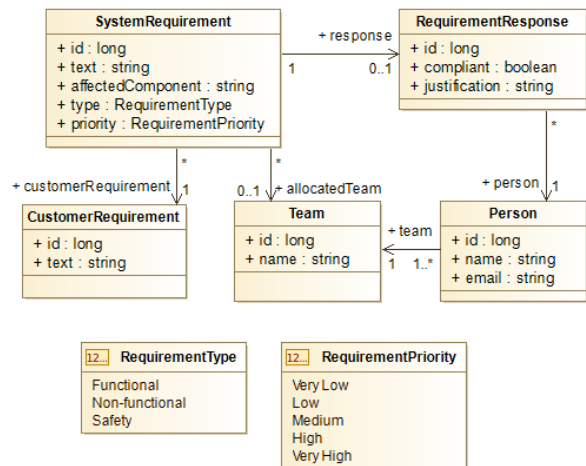 SystemRequirement
+ id : long
+ text : string
+ affectedComponent : string
+ type : RequirementType
+ priority : RequirementPriority
+ response
1
0..1
RequirementResponse
+ id : long
+ compliant : boolean
+ justification : string
*
+ customerRequirement
1
*
0..1
+ allocatedTeam
*
+ person
1
CustomerRequirement
+ id : long
+ text : string
Team
+ id : long
+ name : string
+ team
1
1..*
Person
+ id : long
+ name : string
+ email : string
12... RequirementType
Functional
Non-functional
Safety
12... RequirementPriority
Very Low
Low
Medium
High
Very High